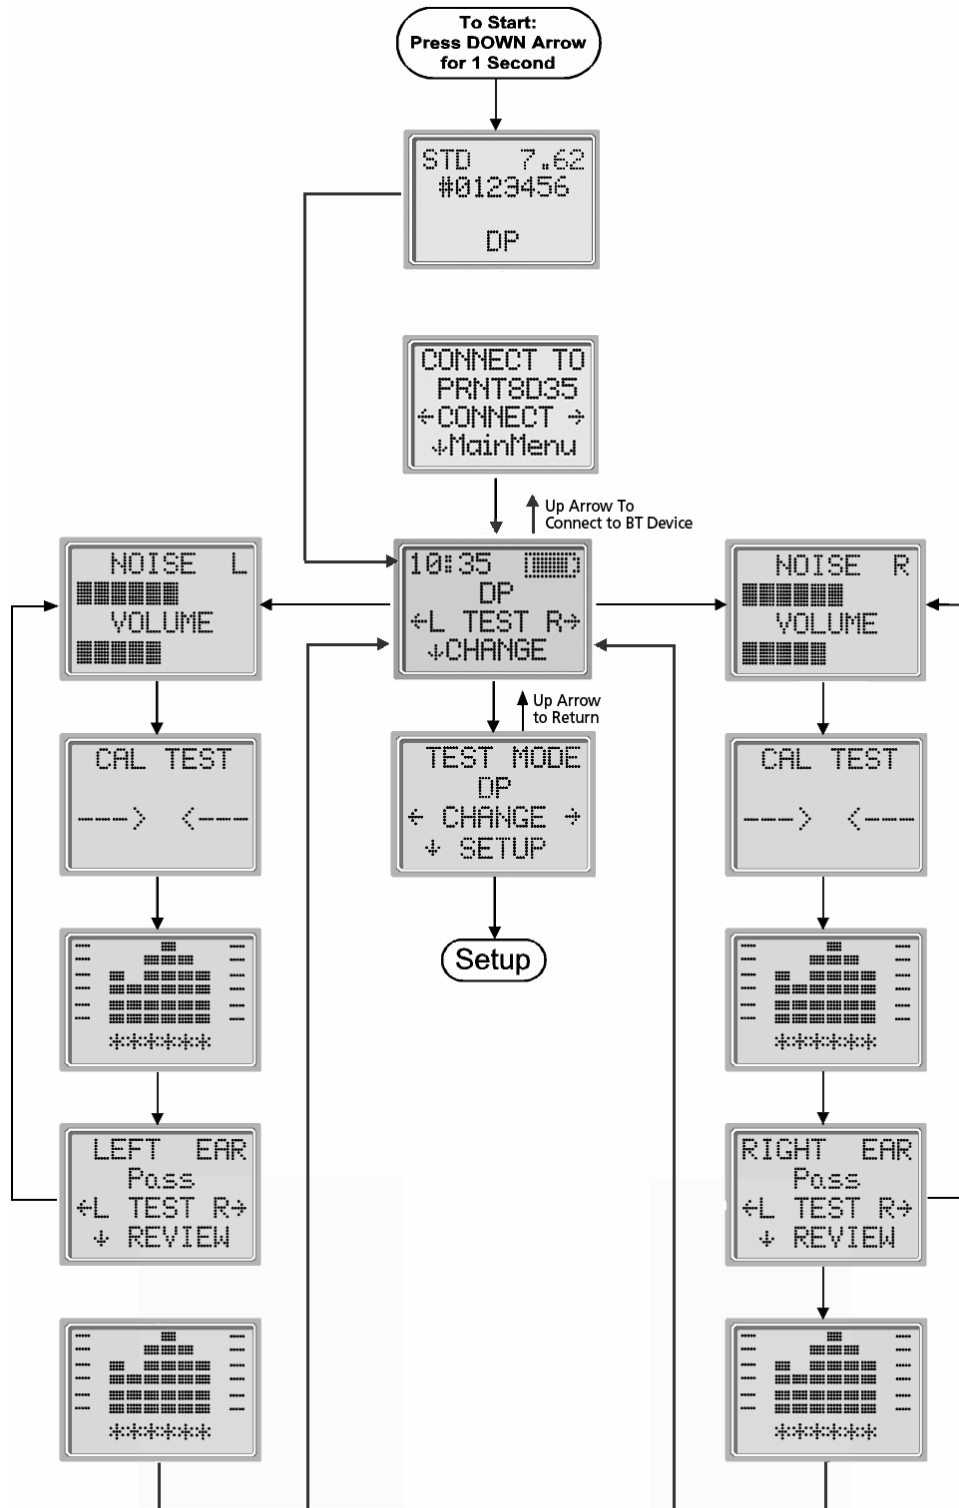 To Start:
Press DOWN Arrow
for 1 Second
STD 7.62
#0123456
DP
CONNECT TO
PRNT8D35
←CONNECT →
↓MainMenu
Up Arrow To
Connect to BT Device
NOISE L
VOLUME
10:35
DP
←L TEST R→
↓CHANGE
NOISE R
VOLUME
Up Arrow
to Return
CAL TEST
---> <---
TEST MODE
DP
← CHANGE →
↓ SETUP
CAL TEST
---> <---
******
Setup
******
LEFT EAR
Pass
←L TEST R→
↓ REVIEW
RIGHT EAR
Pass
←L TEST R→
↓ REVIEW
******
******